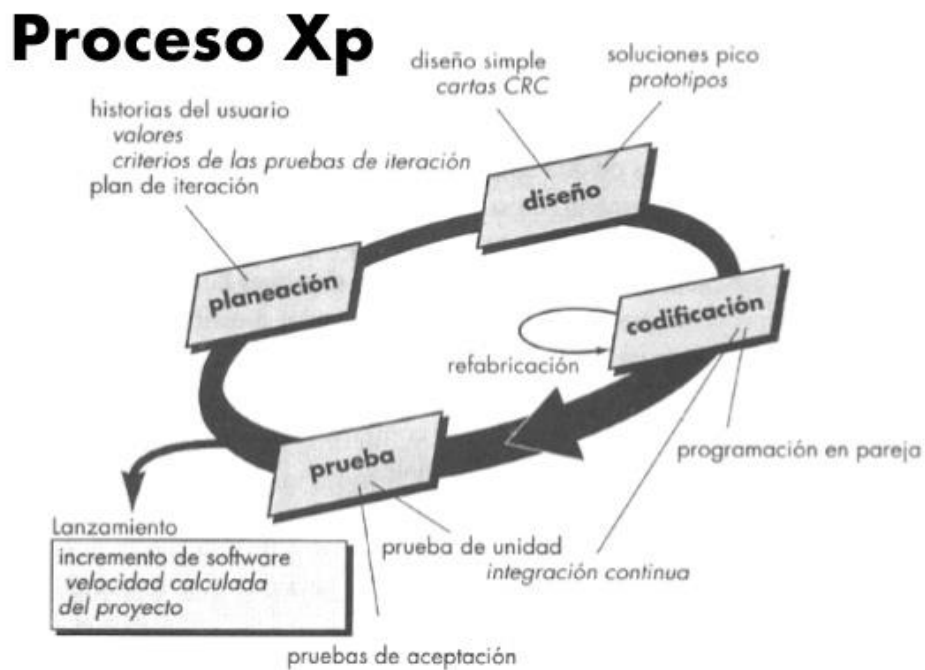 Proceso Xp
diseño simple
cartas CRC
soluciones pico
prototipos
historias del usuario
valores
criterios de las pruebas de iteración
plan de iteración
diseño
planeación
codificación
refabricación
prueba
programación en pareja
Lanzamiento
incremento de software
velocidad calculada
del proyecto
prueba de unidad
integración continua
pruebas de aceptación